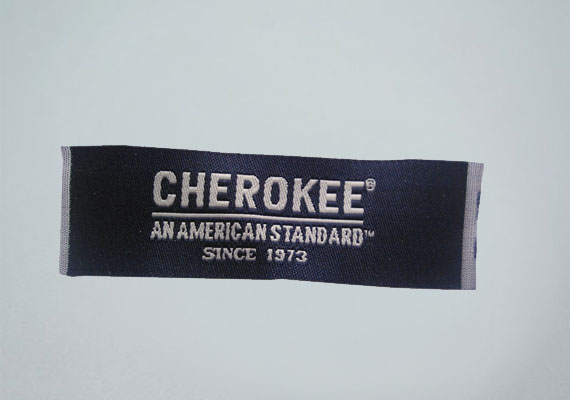 CHEROKEE®
AN AMERICAN STANDARD™
SINCE 1973